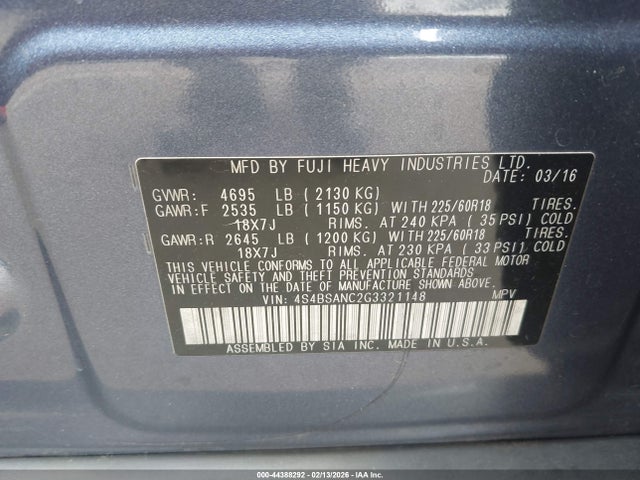 MFD BY FUJI HEAVY INDUSTRIES LTD.
DATE: 03/16
GVWR: 4695 LB (2130 KG)
GAWR:F 2535 LB (1150 KG) WITH 225/60R18 TIRES.
18X7J RIMS. AT 240 KPA (35 PSI) COLD
GAWR:R 2645 LB (1200 KG) WITH 225/60R18 TIRES.
18X7J RIMS. AT 230 KPA (33 PSI) COLD
THIS VEHICLE CONFORMS TO ALL APPLICABLE FEDERAL MOTOR
VEHICLE SAFETY AND THEFT PREVENTION STANDARDS
IN EFFECT ON THE DATE OF MANUFACTURE SHOWN ABOVE.
VIN: 4S4BSANC2G3321148 MPV
ASSEMBLED BY SIA INC. MADE IN U.S.A.
000-44388292 - 02/13/2026 - IAA Inc.